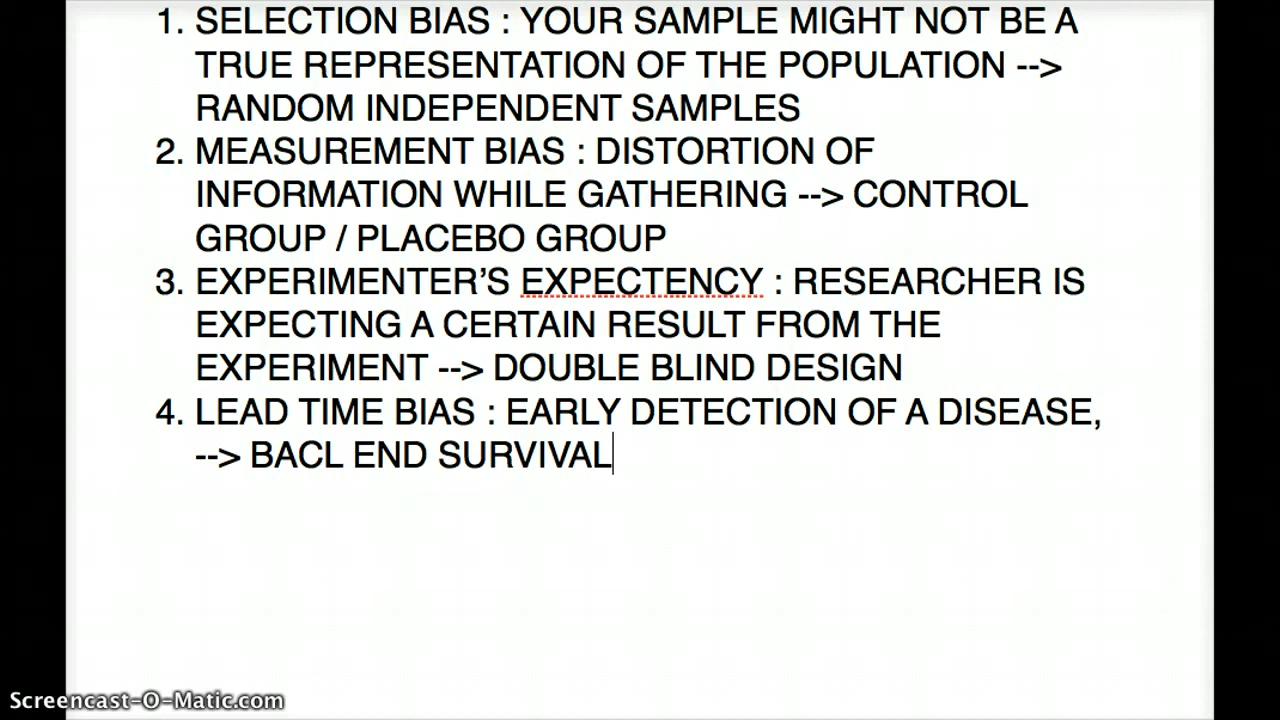 1. SELECTION BIAS : YOUR SAMPLE MIGHT NOT BE A
TRUE REPRESENTATION OF THE POPULATION -->
RANDOM INDEPENDENT SAMPLES
2. MEASUREMENT BIAS : DISTORTION OF
INFORMATION WHILE GATHERING --> CONTROL
GROUP / PLACEBO GROUP
3. EXPERIMENTER’S EXPECTENCY : RESEARCHER IS
EXPECTING A CERTAIN RESULT FROM THE
EXPERIMENT --> DOUBLE BLIND DESIGN
4. LEAD TIME BIAS : EARLY DETECTION OF A DISEASE,
--> BACL END SURVIVAL
Screencast-O-Matic.com